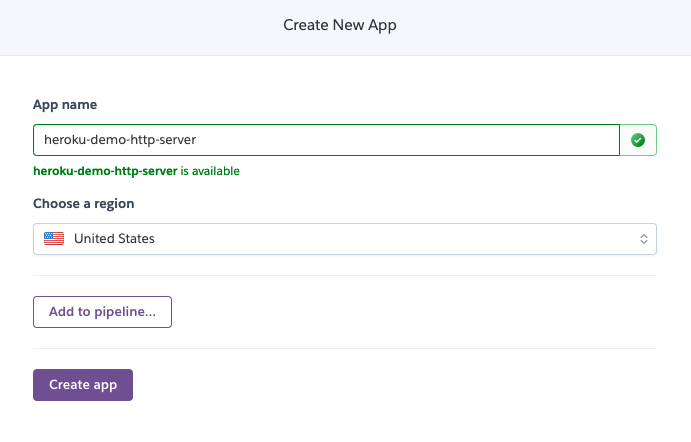 Create New App
App name
heroku-demo-http-server
heroku-demo-http-server is available
Choose a region
United States
Add to pipeline...
Create app